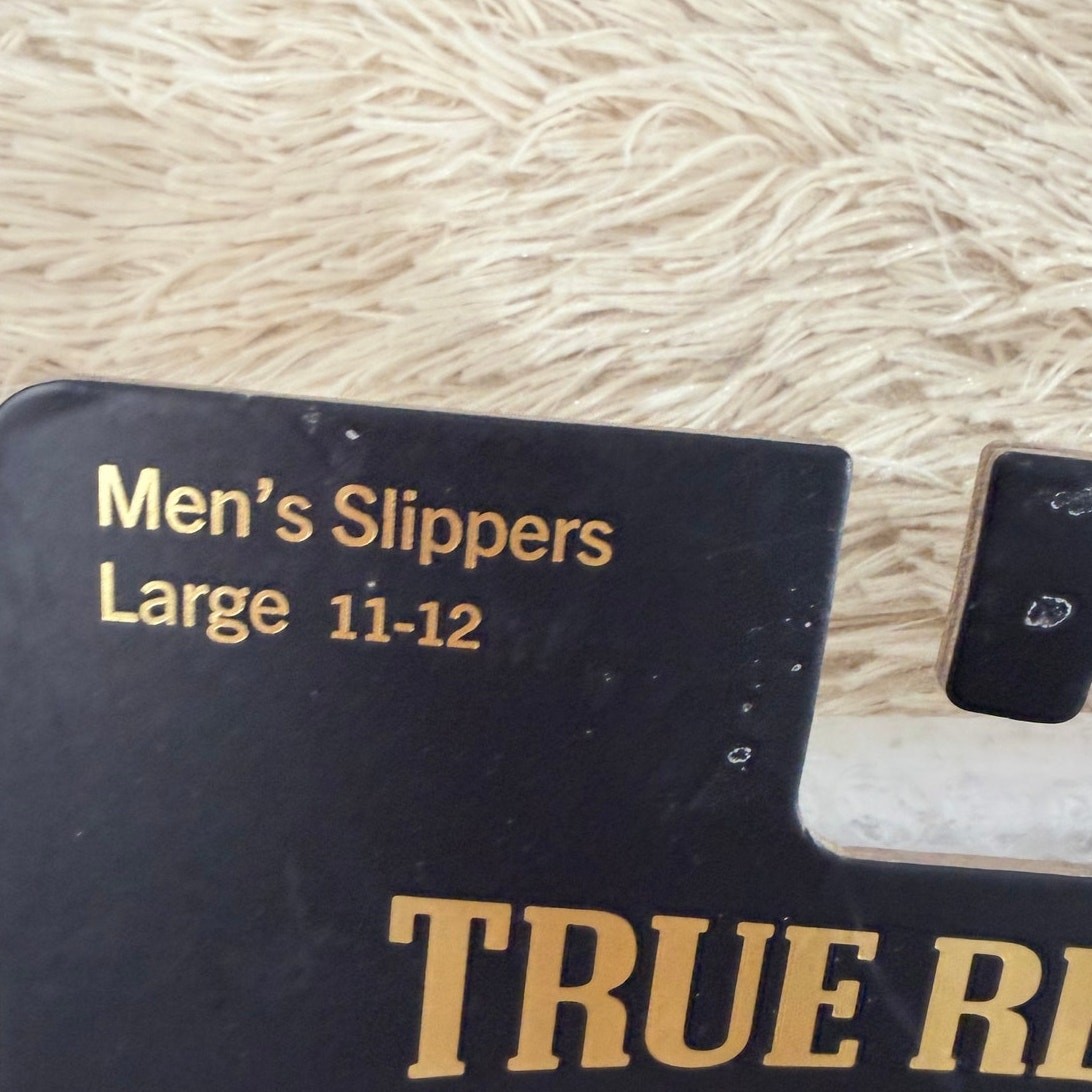 Men’s Slippers
Large 11-12
TRUE